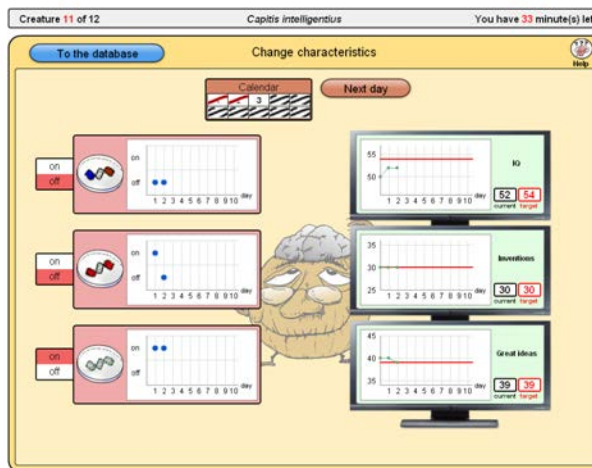 Creature 11 of 12
Capitis intelligentius
You have 33 minute(s) lef
To the database
Change characteristics
Help
Calendar
3
Next day
on
off
on
off
day
1 2 3 4 5 6 7 8 9 10
55
50
day
1 2 3 4 5 6 7 8 9 10
IQ
52 54
current target
on
off
on
off
day
1 2 3 4 5 6 7 8 9 10
35
30
25
day
1 2 3 4 5 6 7 8 9 10
Inventions
30 30
current target
on
off
on
off
day
1 2 3 4 5 6 7 8 9 10
45
40
35
day
1 2 3 4 5 6 7 8 9 10
Great ideas
39 39
current target